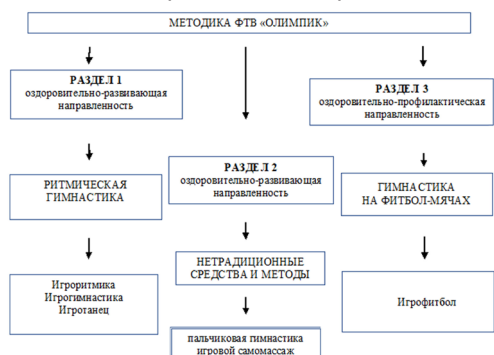 МЕТОДИКА ФТВ «ОЛИМПИК»
РАЗДЕЛ 1
оздоровительно-развивающая
направленность
РАЗДЕЛ 2
оздоровительно-развивающая
направленность
РАЗДЕЛ 3
оздоровительно-профилактическая
направленность
РИТМИЧЕСКАЯ
ГИМНАСТИКА
НЕТРАДИЦИОННЫЕ
СРЕДСТВА И МЕТОДЫ
ГИМНАСТИКА
НА ФИТБОЛ-МЯЧАХ
Игроритмика
Игрогимнастика
Игротанец
пальчиковая гимнастика
игровой самомассаж
Игрофитбол